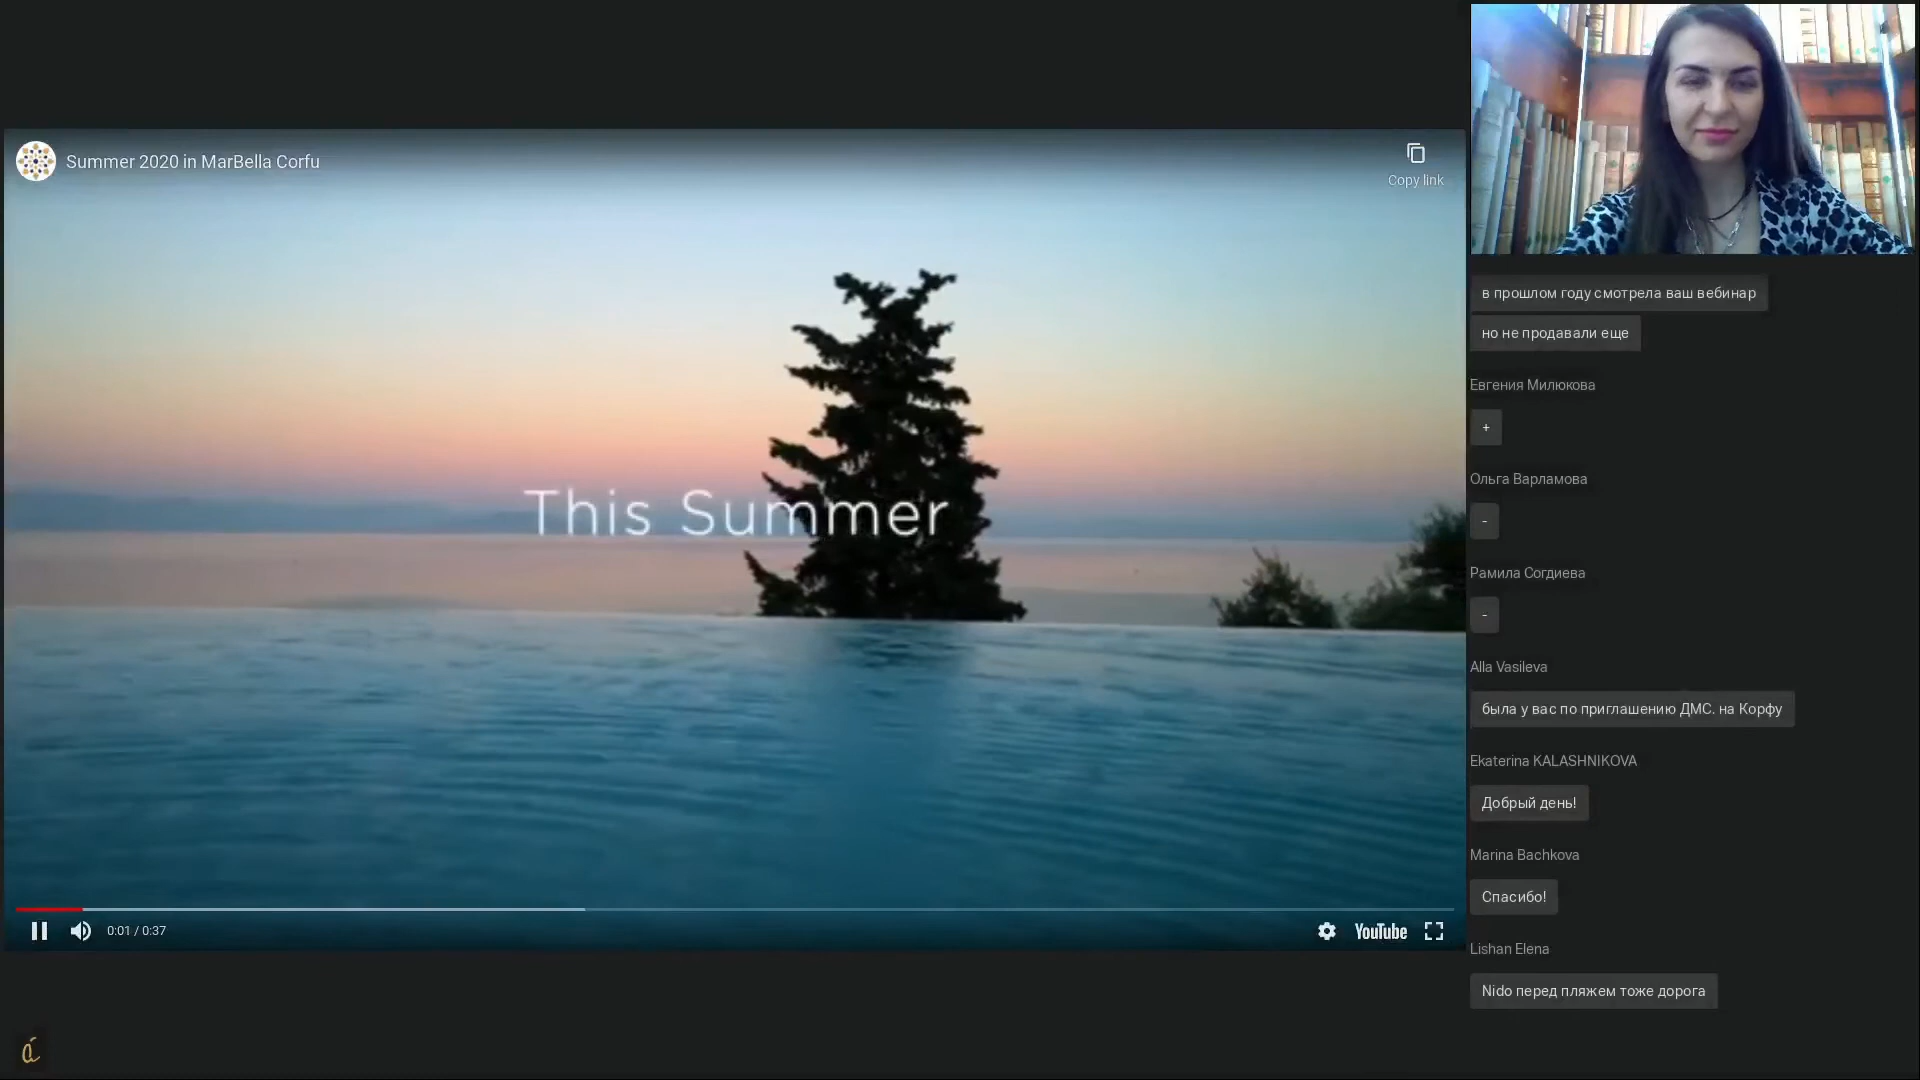 Summer 2020 in MarBella Corfu
Copy link
This Summer
0:01 / 0:37
YouTube
á
в прошлом году смотрела ваш вебинар
но не продавали еще
Евгения Милюкова
+
Ольга Варламова
-
Рамила Согдиева
-
Alla Vasileva
была у вас по приглашению ДМС. на Корфу
Ekaterina KALASHNIKOVA
Добрый день!
Marina Bachkova
Спасибо!
Lishan Elena
Nido перед пляжем тоже дорога